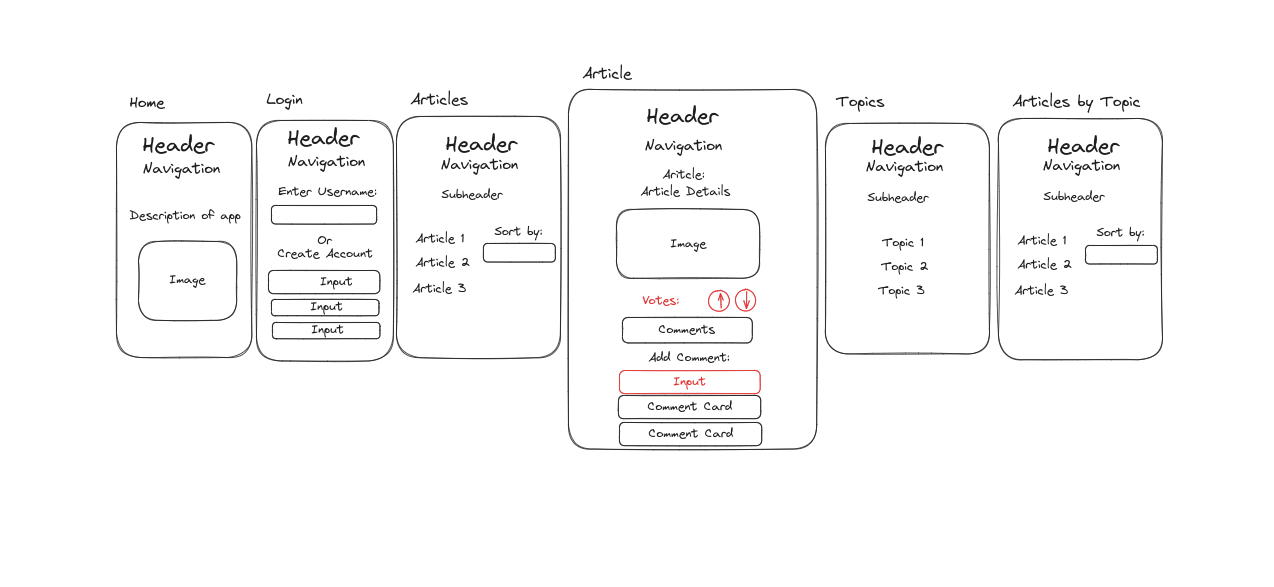 Home
Header
Navigation
Description of app
Image
Login
Header
Navigation
Enter Username:
Or
Create Account
Input
Input
Input
Articles
Header
Navigation
Subheader
Sort by:
Article 1
Article 2
Article 3
Article
Header
Navigation
Aritcle:
Article Details
Image
Votes:
Comments
Add Comment:
Input
Comment Card
Comment Card
Topics
Header
Navigation
Subheader
Topic 1
Topic 2
Topic 3
Articles by Topic
Header
Navigation
Subheader
Sort by:
Article 1
Article 2
Article 3